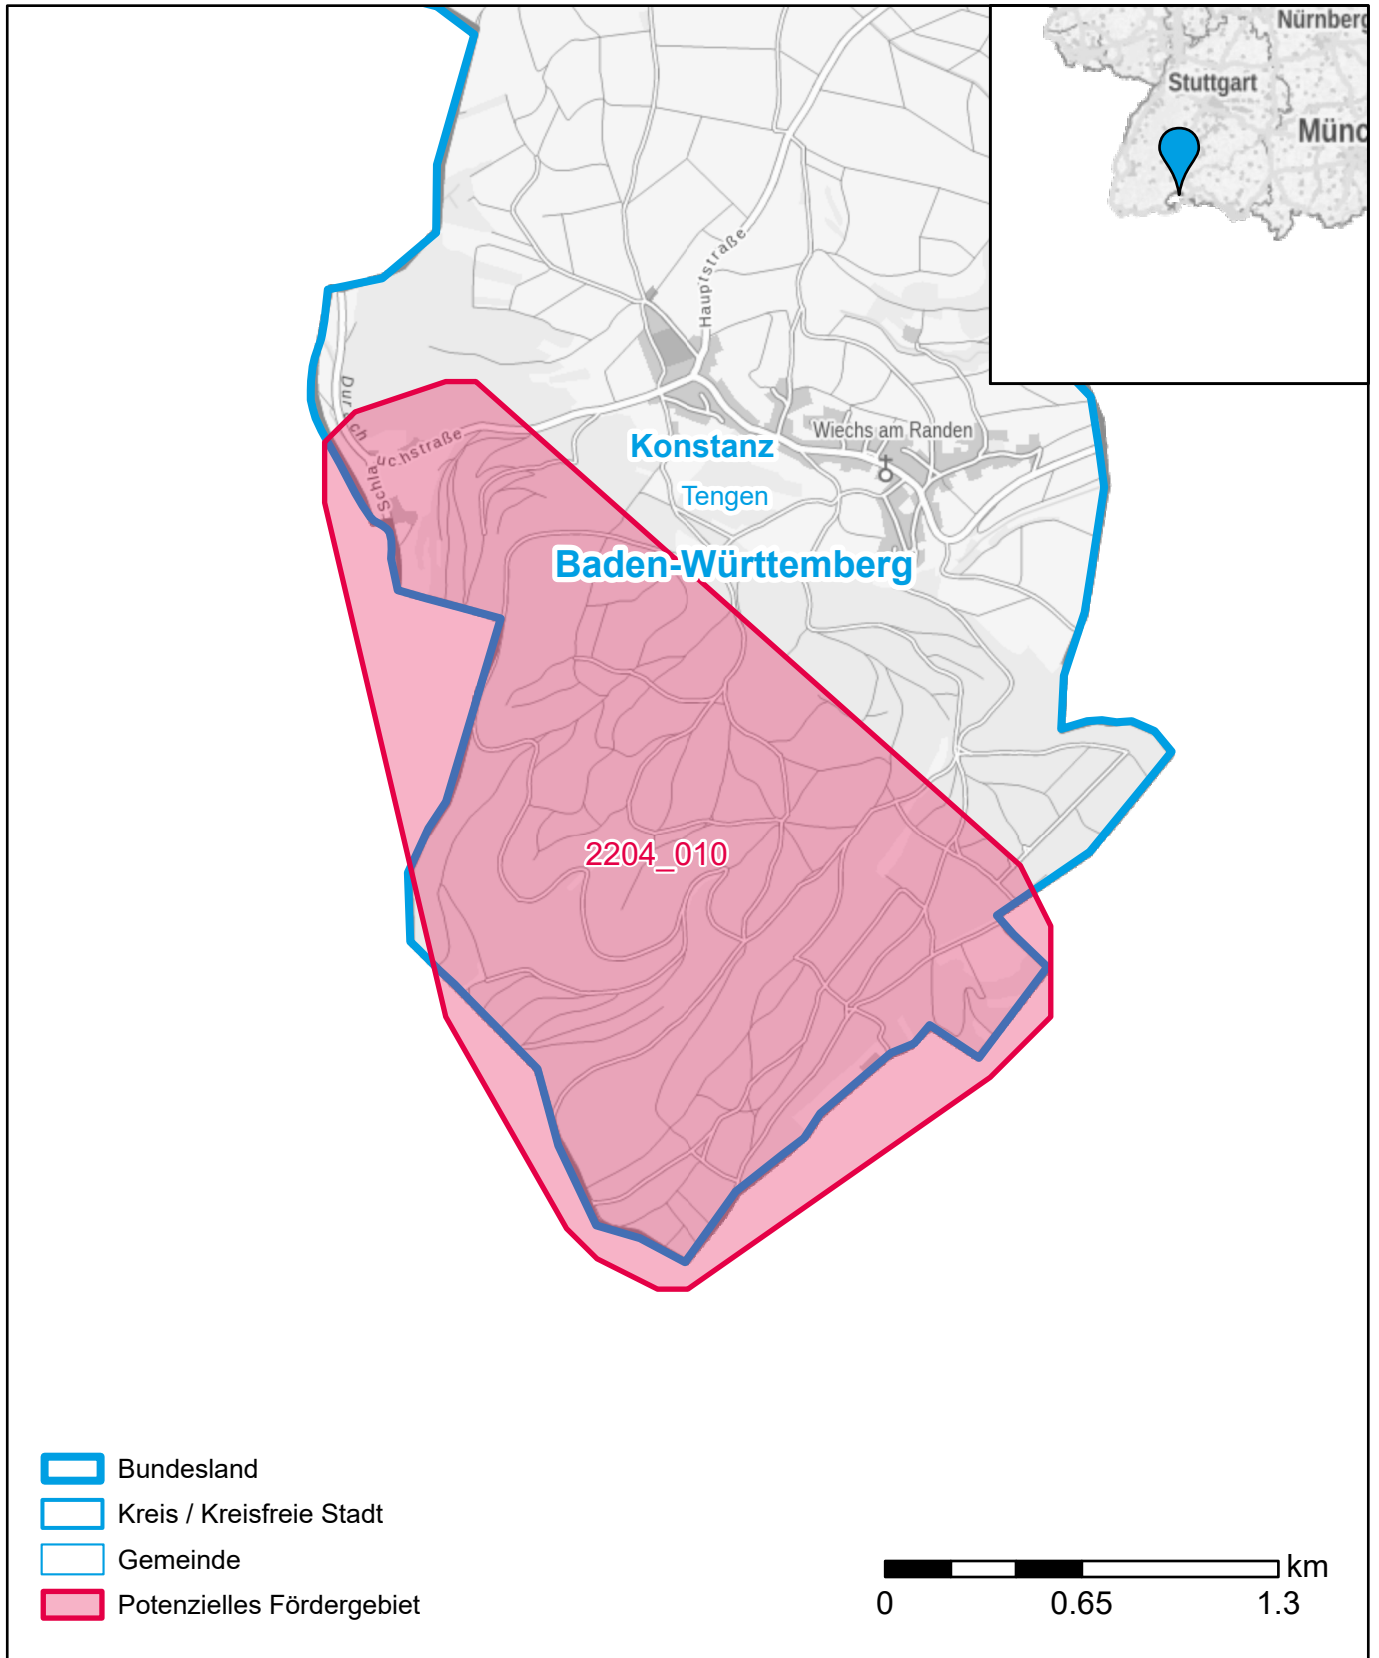 Nürnberg
Stuttgart
Münc
Hauptstraße
Wiechs am Randen
Konstanz
Tengen
Baden-Württemberg
2204_010
Bundesland
Kreis / Kreisfreie Stadt
Gemeinde
Potenzielles Fördergebiet
km
0 0.65 1.3